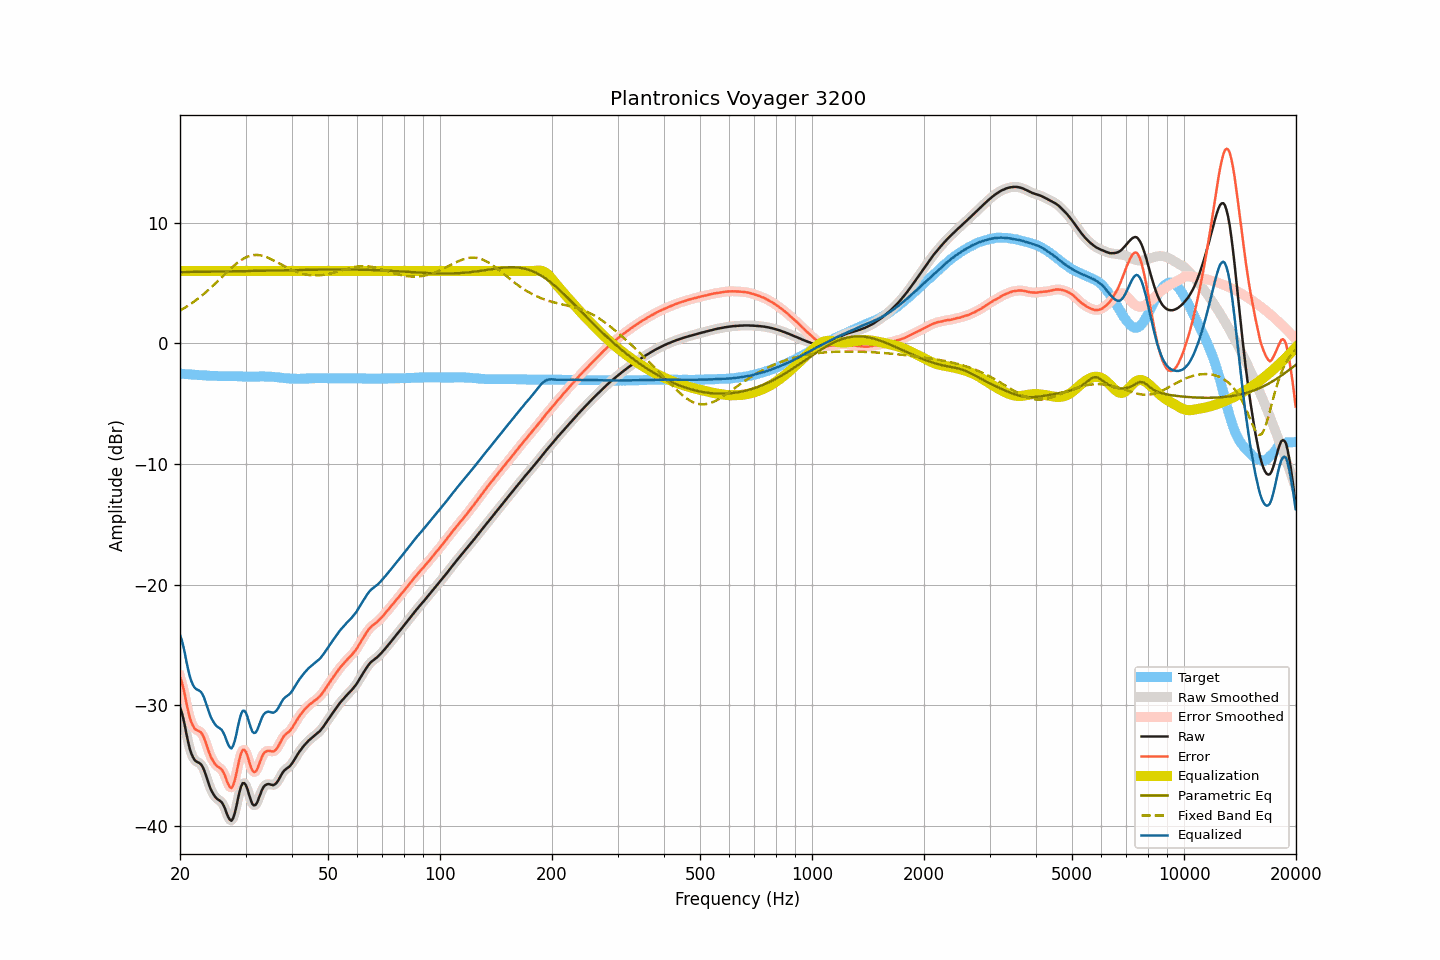 Plantronics Voyager 3200
Amplitude (dBr)
10
0
−10
−20
−30
−40
Target
Raw Smoothed
Error Smoothed
Raw
Error
Equalization
Parametric Eq
Fixed Band Eq
Equalized
20 50 100 200 500 1000 2000 5000 10000 20000
Frequency (Hz)